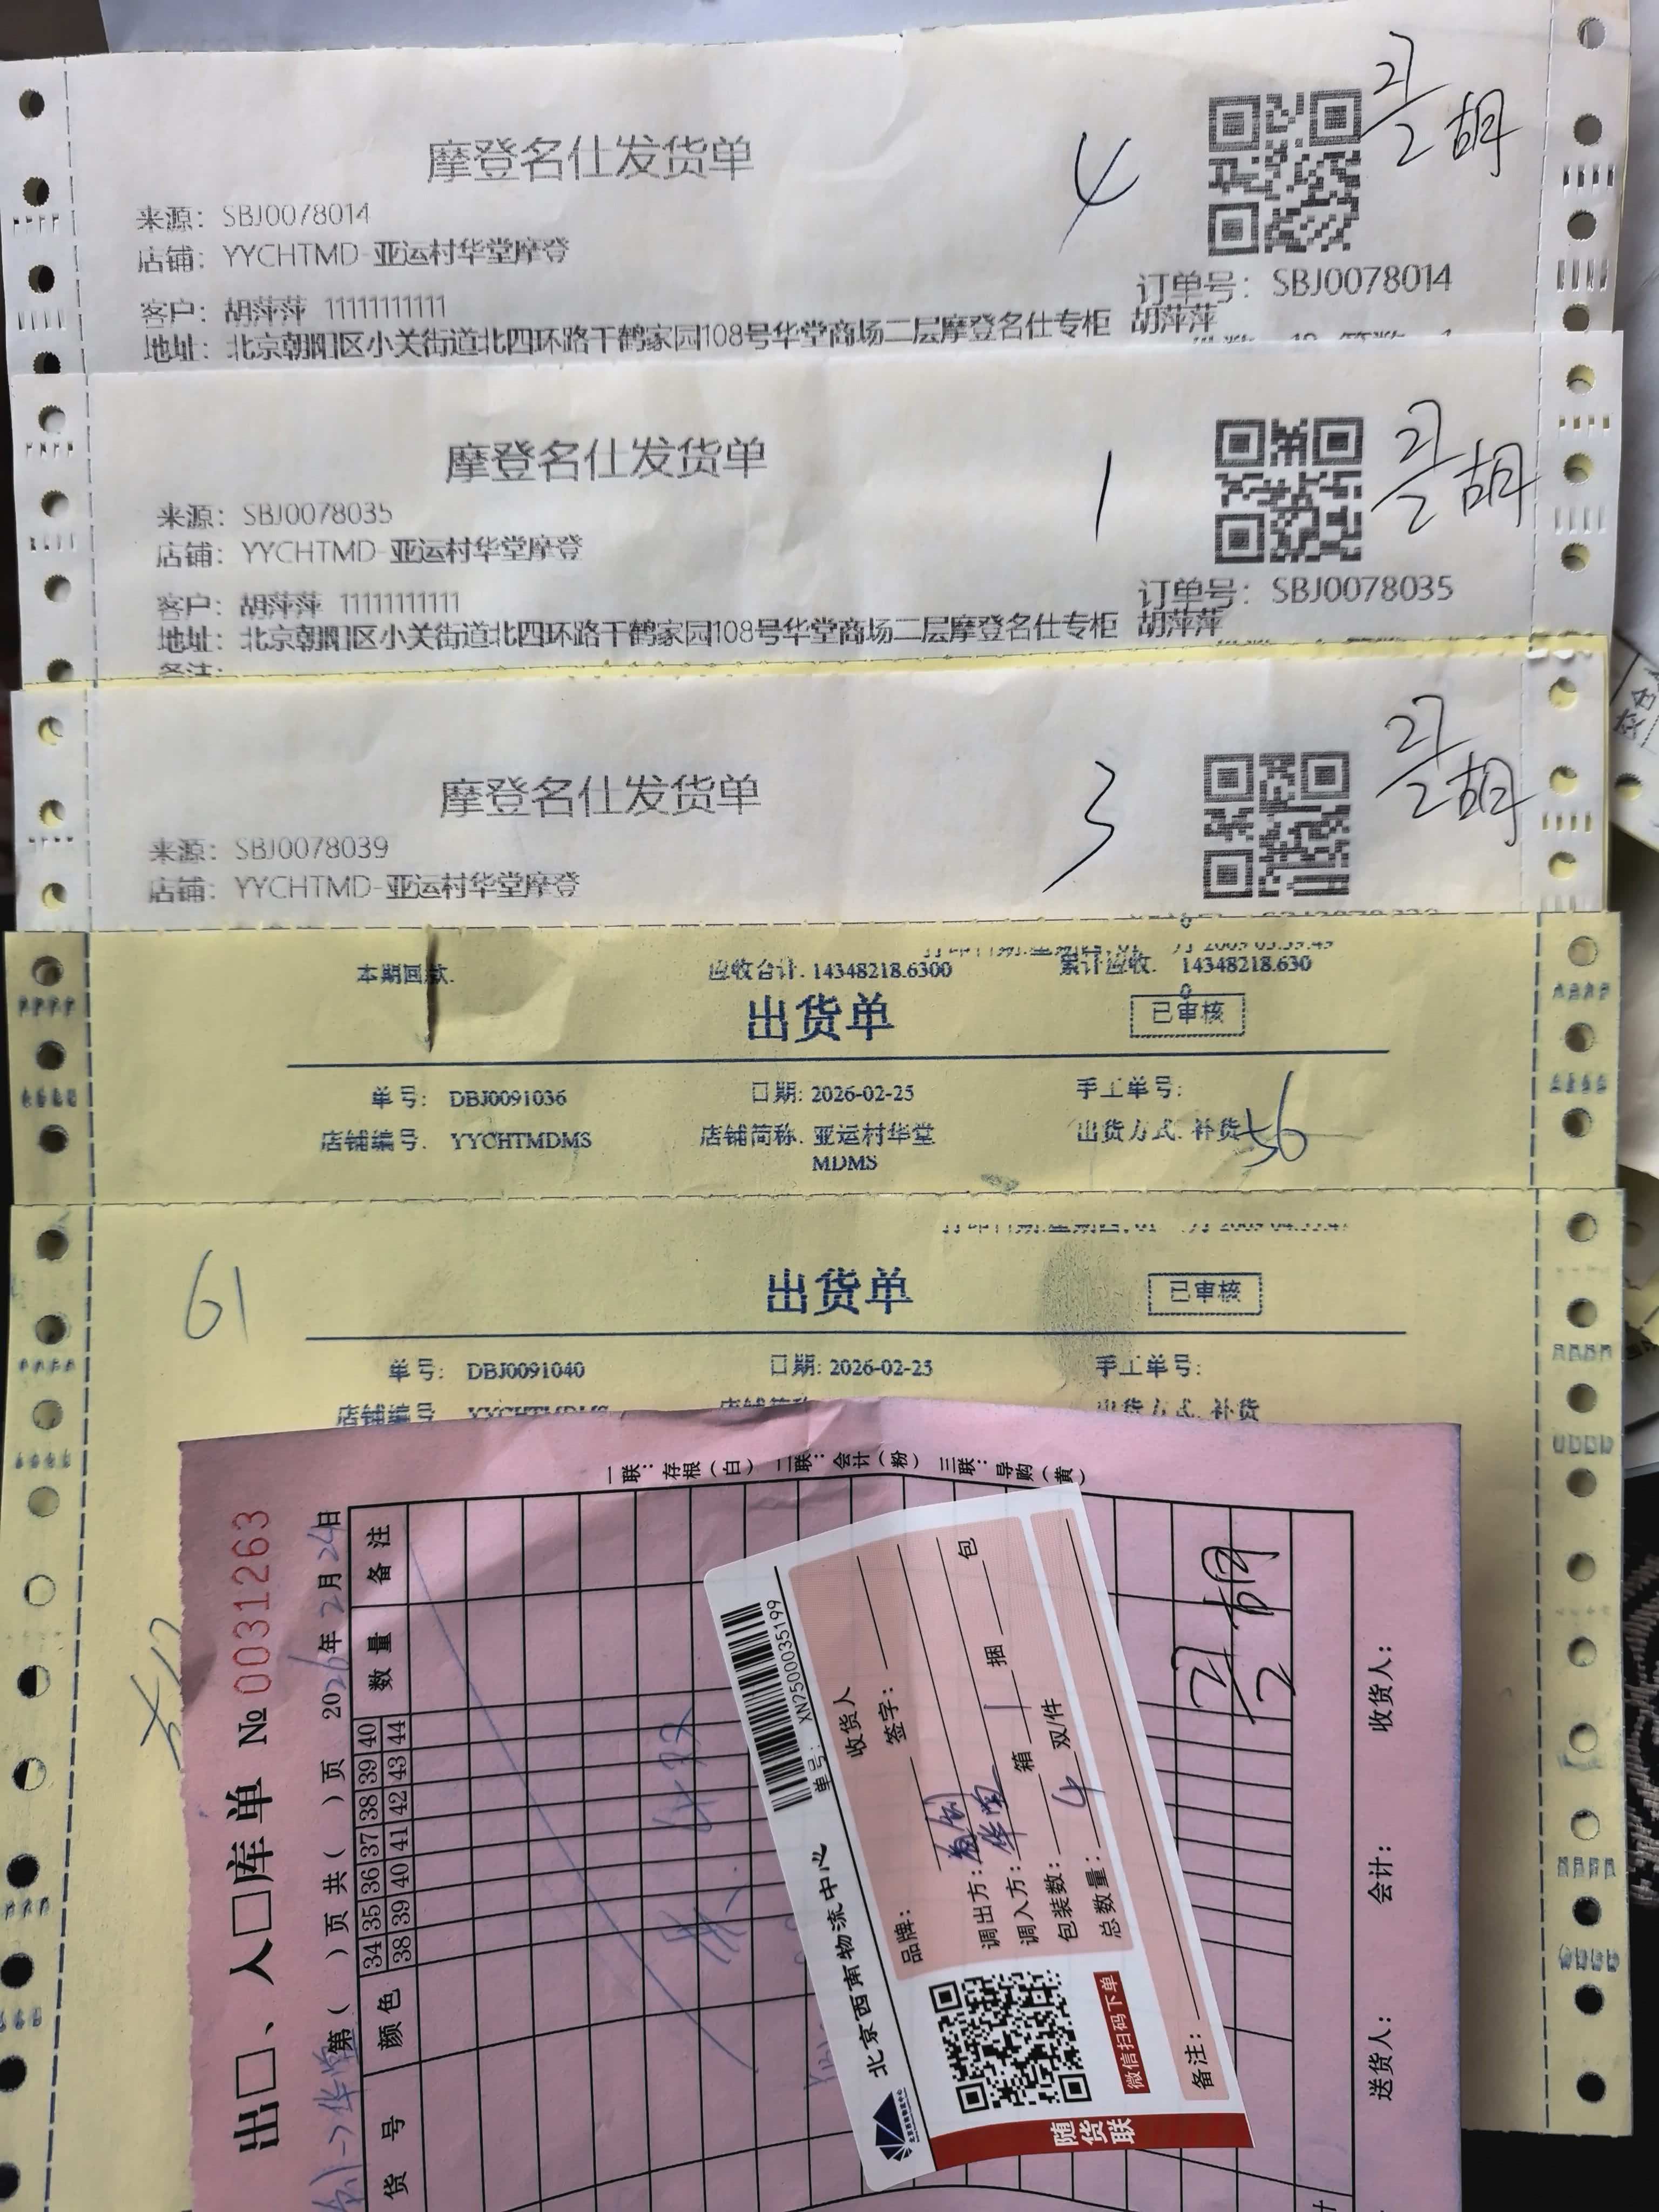 摩登名仕发货单
4
27/2 胡
来源: SBJ0078014
店铺: YYCHTMD-亚运村华堂摩登
订单号: SBJ0078014
客户: 胡萍萍 11111111111
地址: 北京朝阳区小关街道北四环路干鹤家园108号华堂商场二层摩登名仕专柜 胡萍萍
摩登名仕发货单
1
27/2 胡
来源: SBJ0078035
店铺: YYCHTMD-亚运村华堂摩登
订单号: SBJ0078035
客户: 胡萍萍 11111111111
地址: 北京朝阳区小关街道北四环路干鹤家园108号华堂商场二层摩登名仕专柜 胡萍萍
备注:
摩登名仕发货单
3
27/2 胡
来源: SBJ0078039
店铺: YYCHTMD-亚运村华堂摩登
本期回款. 应收合计. 14348218.6300 累计应收. 14348218.630
0
出货单 已审核
单号: DBJ0091036 日期: 2026-02-25 手工单号:
店铺编号. YYCHTMDMS 店铺简称. 亚运村华堂 出货方式. 补货 56
MDMS
61
出货单 已审核
单号: DBJ0091040 日期: 2026-02-25 手工单号:
店铺编号 YYCHTMDMS 出货方式. 补货
一联:存根(白) 二联:会计(粉) 三联:导购(黄)
出□、入□库单 № 0031263
第( )页 共( )页 2026年2月24日
货号 颜色 34 35 36 37 38 39 40 数量 备注
38 39 40 41 42 43 44
27/2 胡
送货人: 会计: 收货人:
北京西南物流中心
单号: XN2500035199
品牌: 收货人
签字:
调出方:
调入方: 华堂
包装数: 箱 1 捆 包
总数量: 4 双/件
备注:
微信扫码下单
随货联